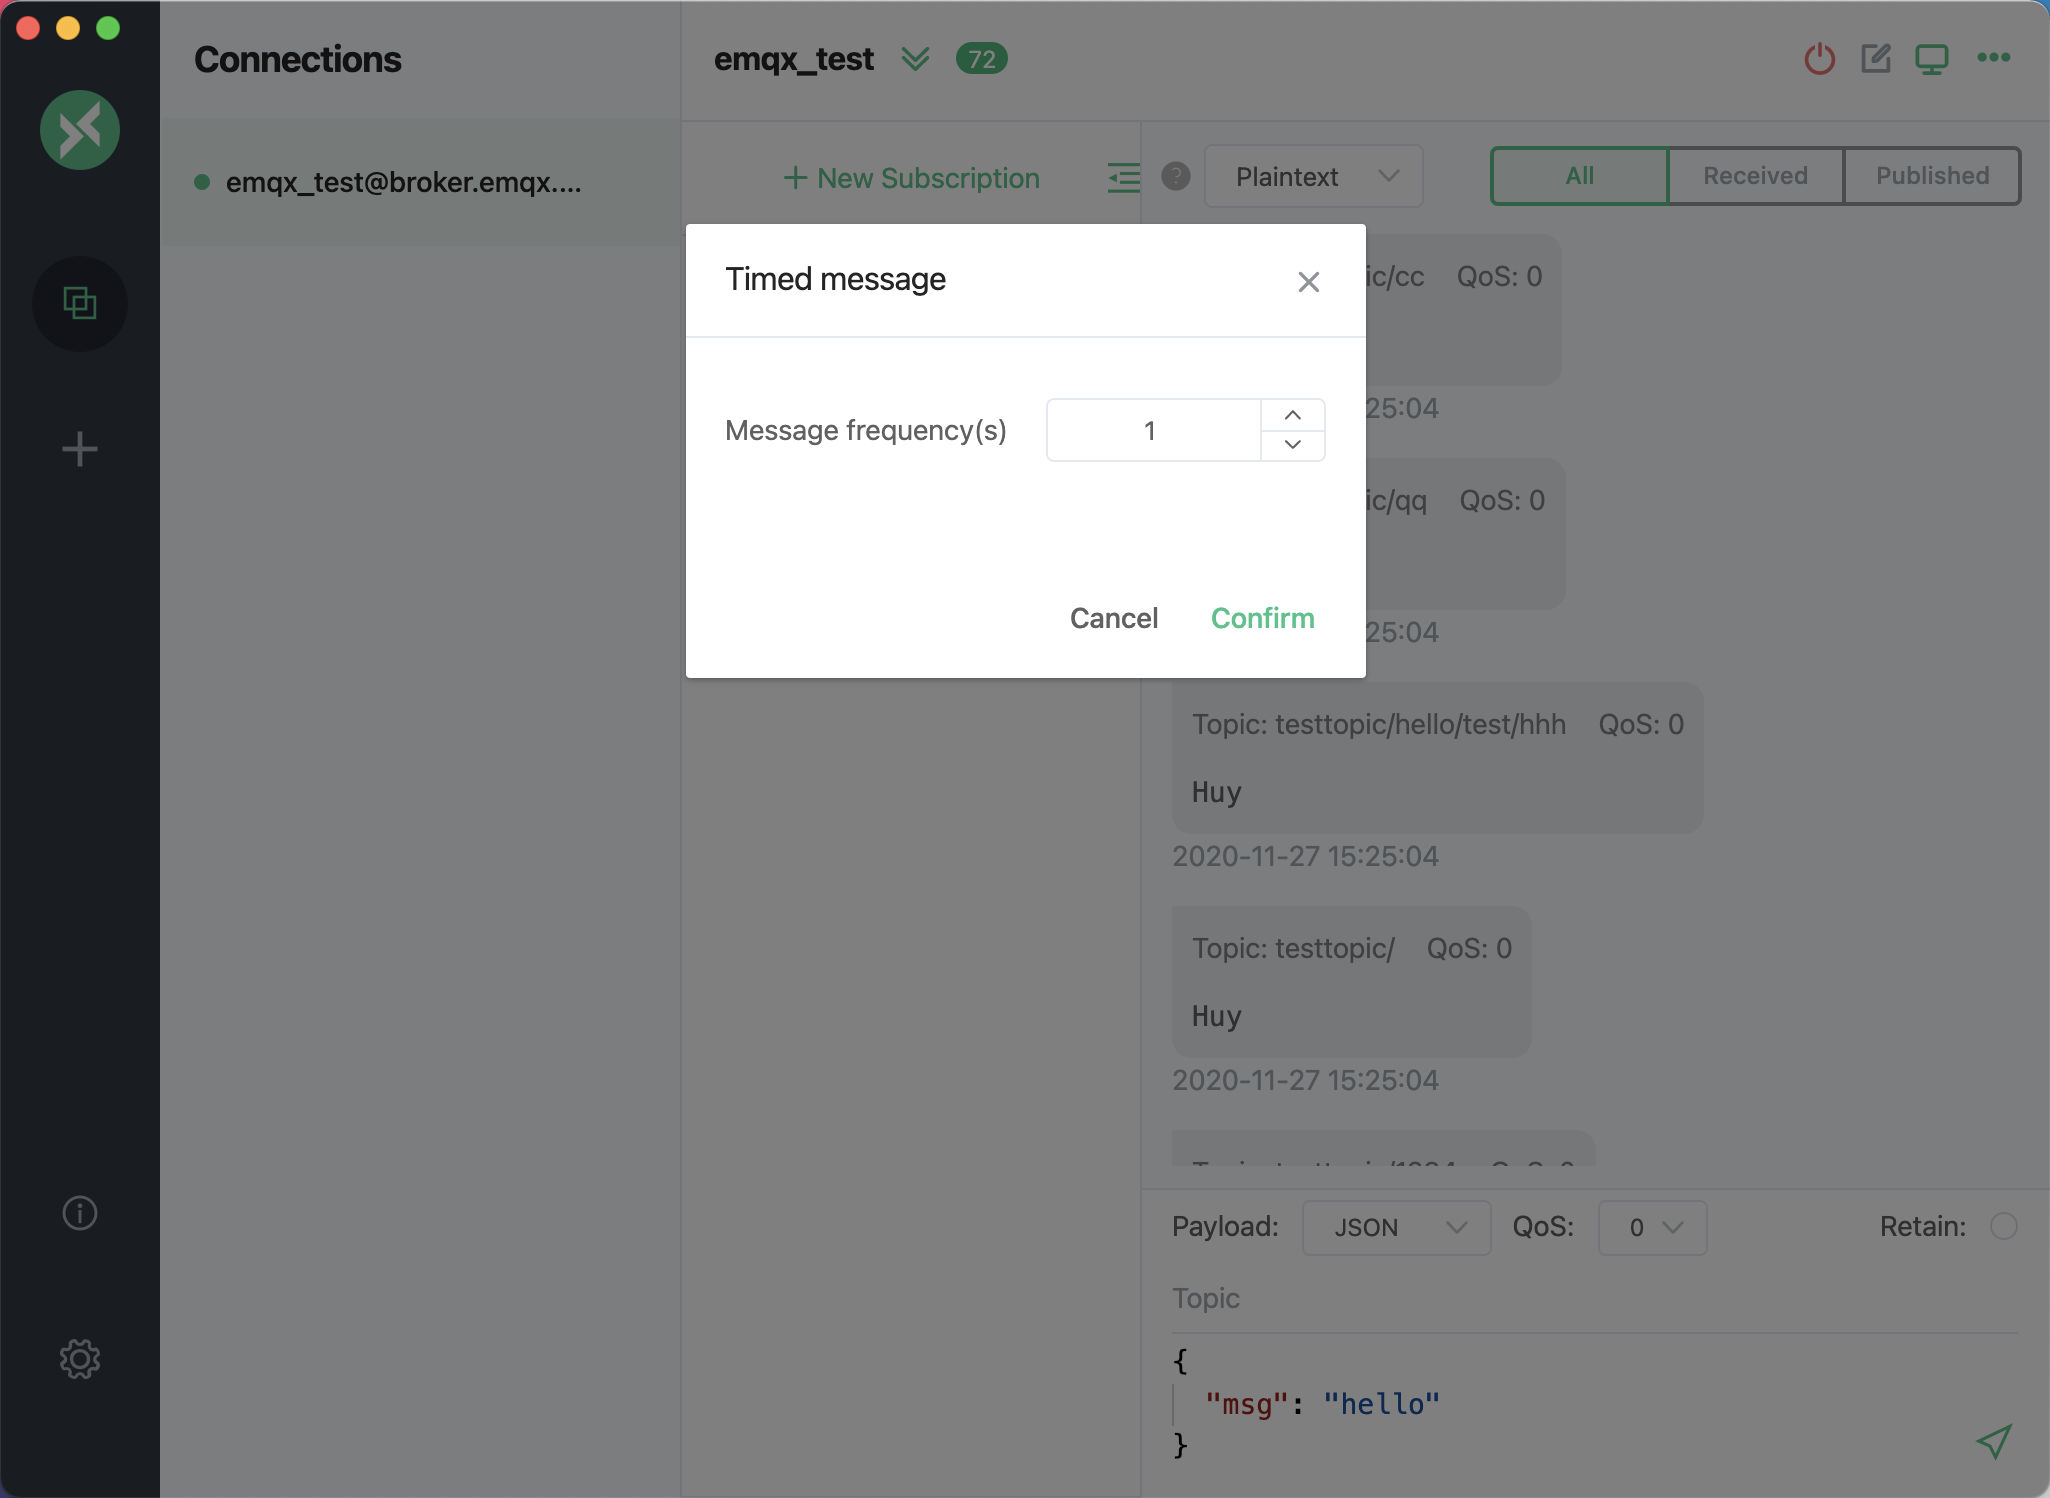 Connections
emqx_test@broker.emqx....
emqx_test 72
+ New Subscription
? Plaintext
All Received Published
Timed message
Message frequency(s) 1
Cancel Confirm
ic/cc QoS: 0
25:04
ic/qq QoS: 0
25:04
Topic: testtopic/hello/test/hhh QoS: 0
Huy
2020-11-27 15:25:04
Topic: testtopic/ QoS: 0
Huy
2020-11-27 15:25:04
Payload: JSON QoS: 0 Retain:
Topic
{
"msg": "hello"
}